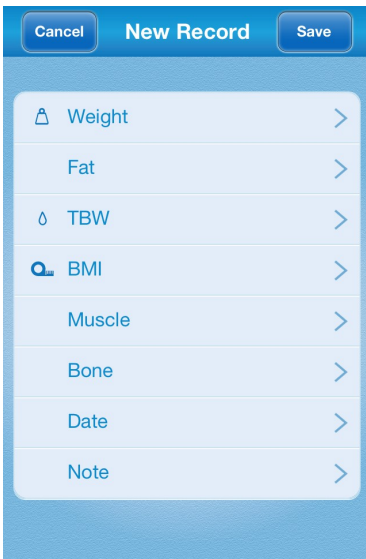 Cancel New Record Save
Weight
Fat
TBW
BMI
Muscle
Bone
Date
Note